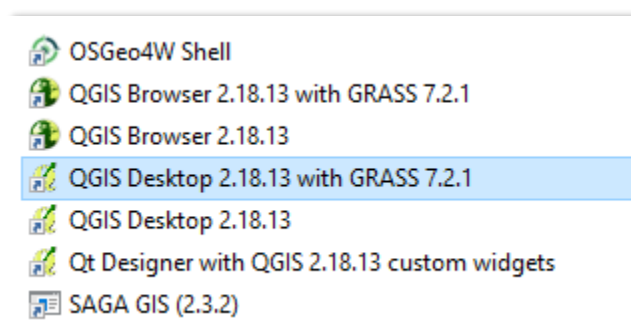 OSGeo4W Shell
QGIS Browser 2.18.13 with GRASS 7.2.1
QGIS Browser 2.18.13
QGIS Desktop 2.18.13 with GRASS 7.2.1
QGIS Desktop 2.18.13
Qt Designer with QGIS 2.18.13 custom widgets
SAGA GIS (2.3.2)